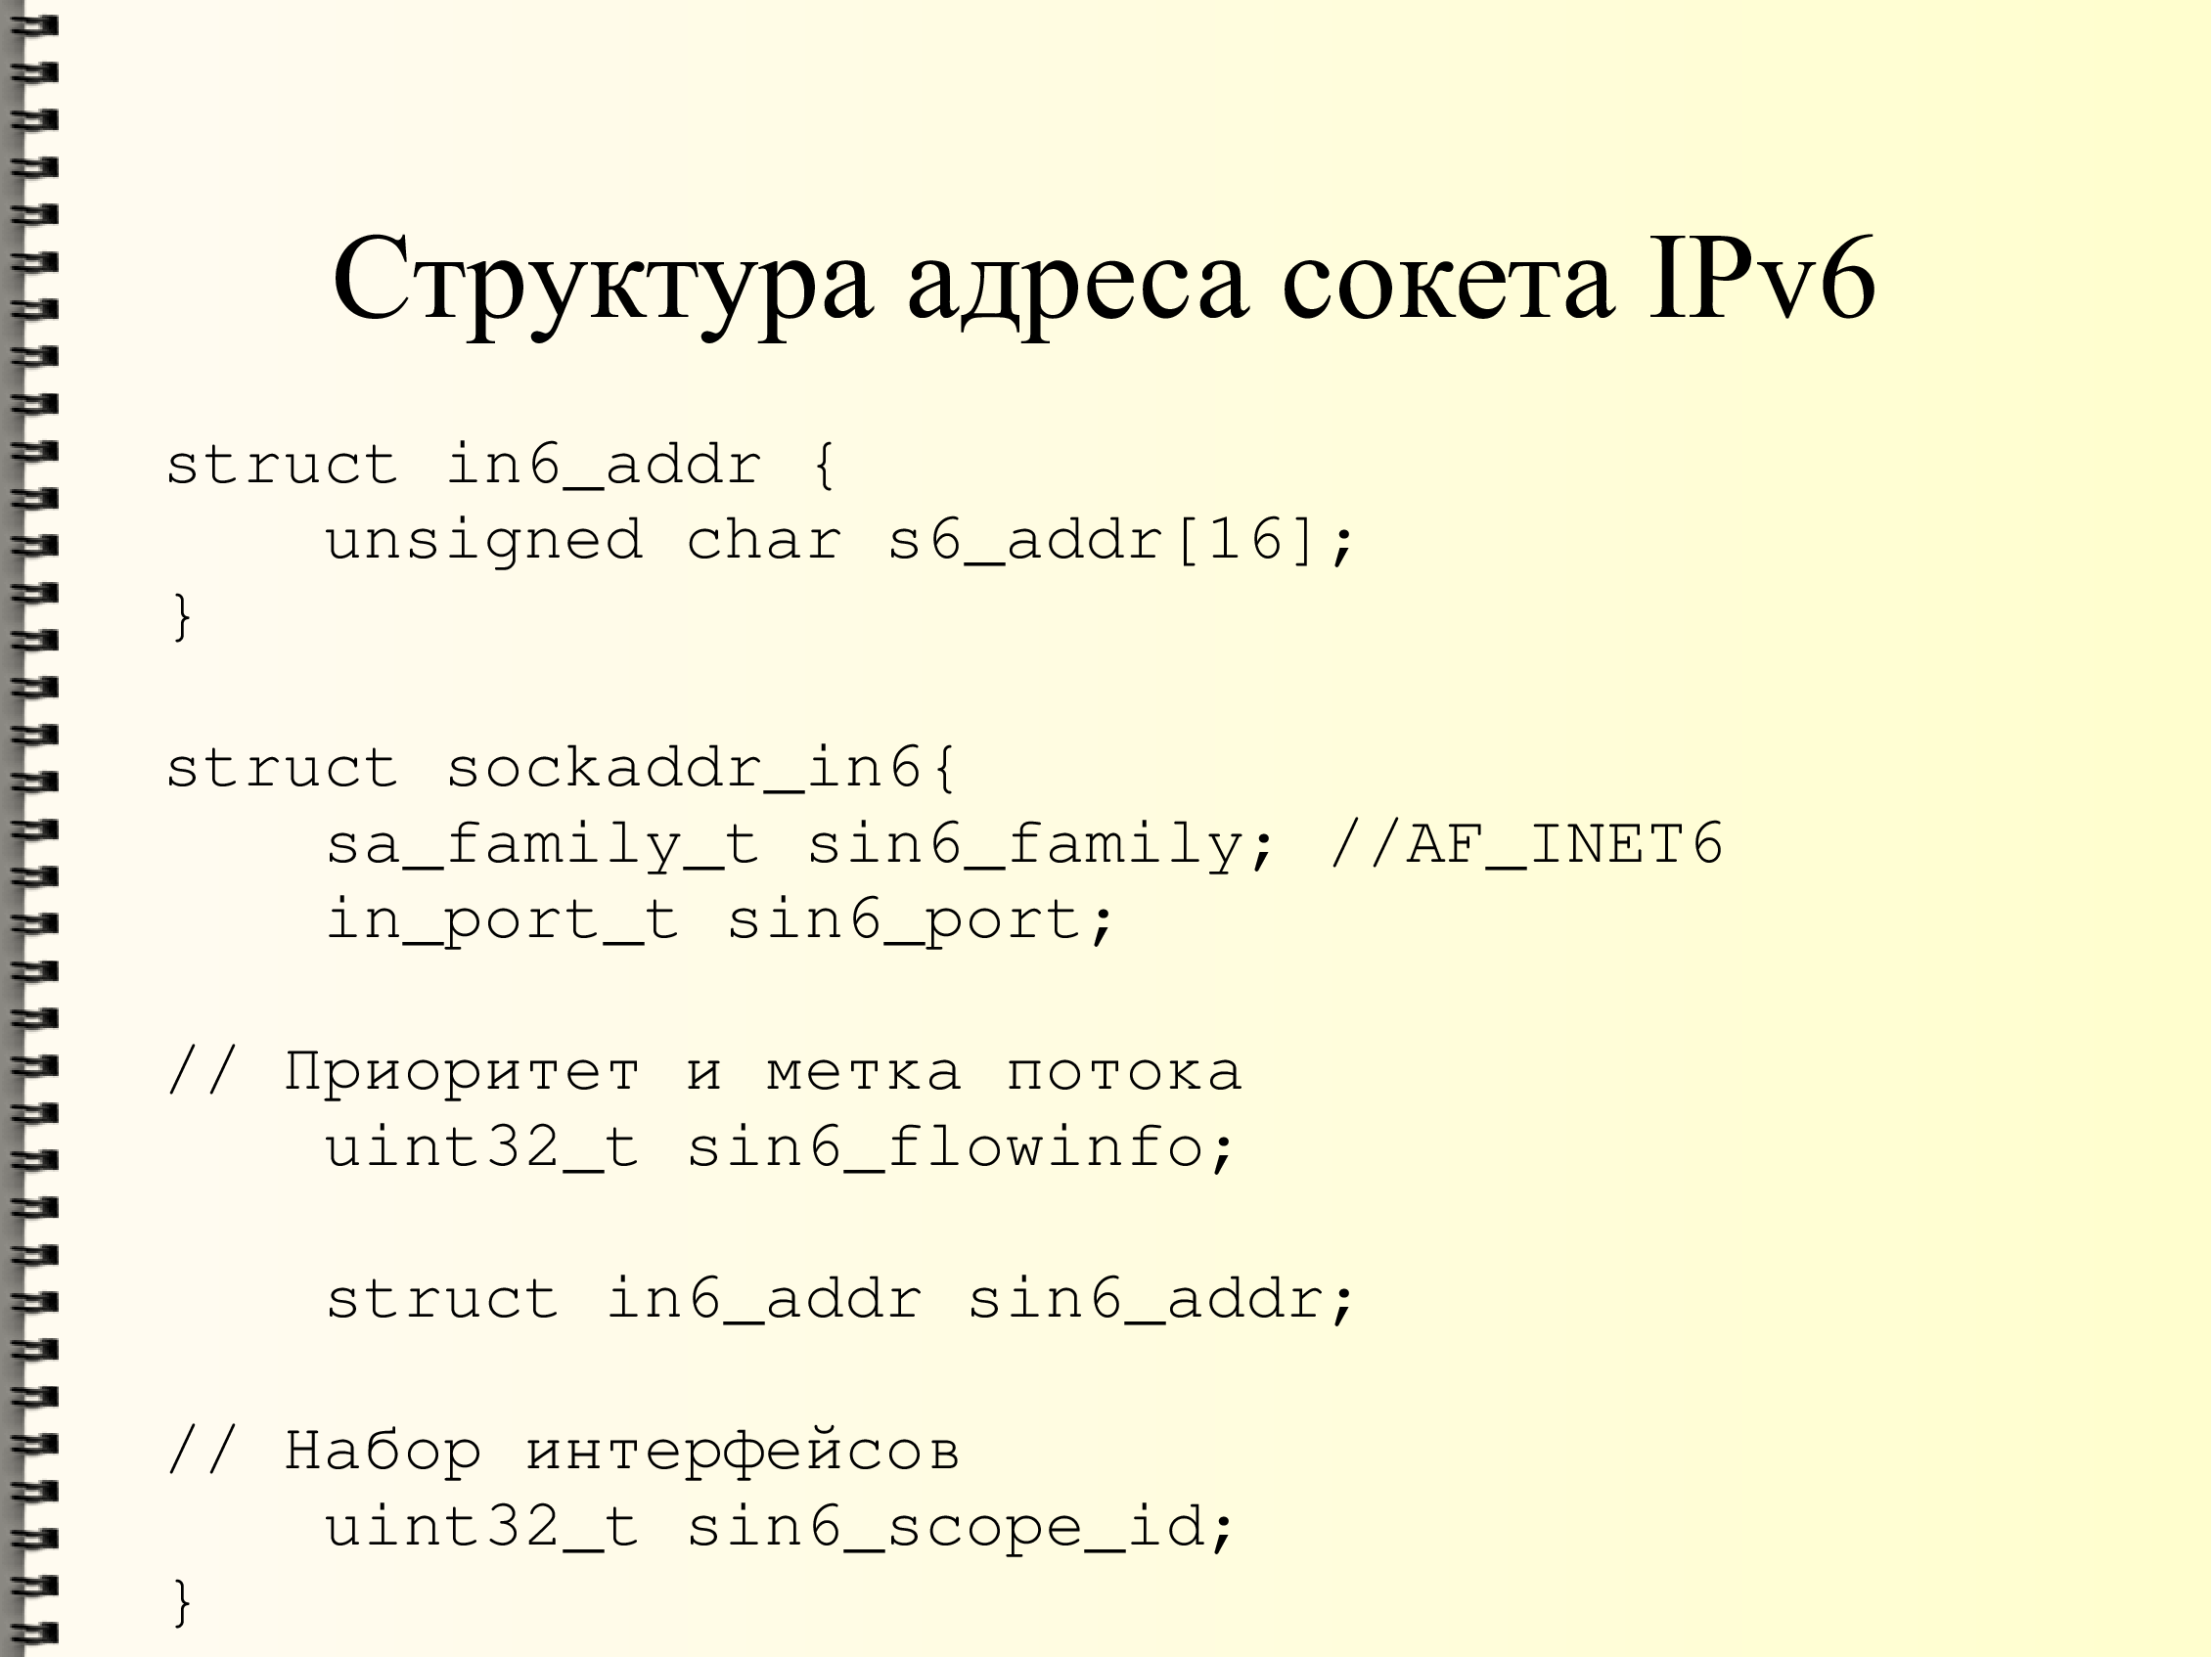 Структура адреса сокета IPv6
struct in6_addr {
    unsigned char s6_addr[16];
}
struct sockaddr_in6{
    sa_family_t sin6_family; //AF_INET6
    in_port_t sin6_port;
// Приоритет и метка потока
    uint32_t sin6_flowinfo;
    struct in6_addr sin6_addr;
// Набор интерфейсов
    uint32_t sin6_scope_id;
}